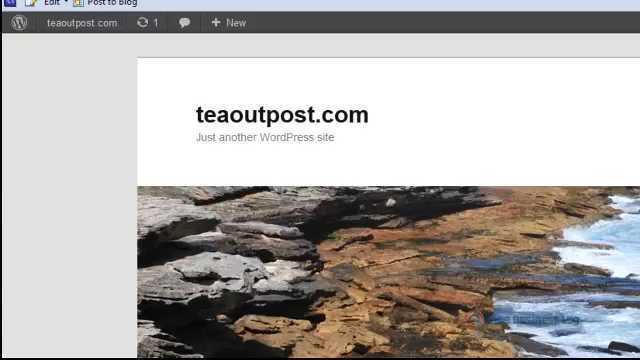 Edit Post to Blog
teaoutpost.com 1 New
teaoutpost.com
Just another WordPress site